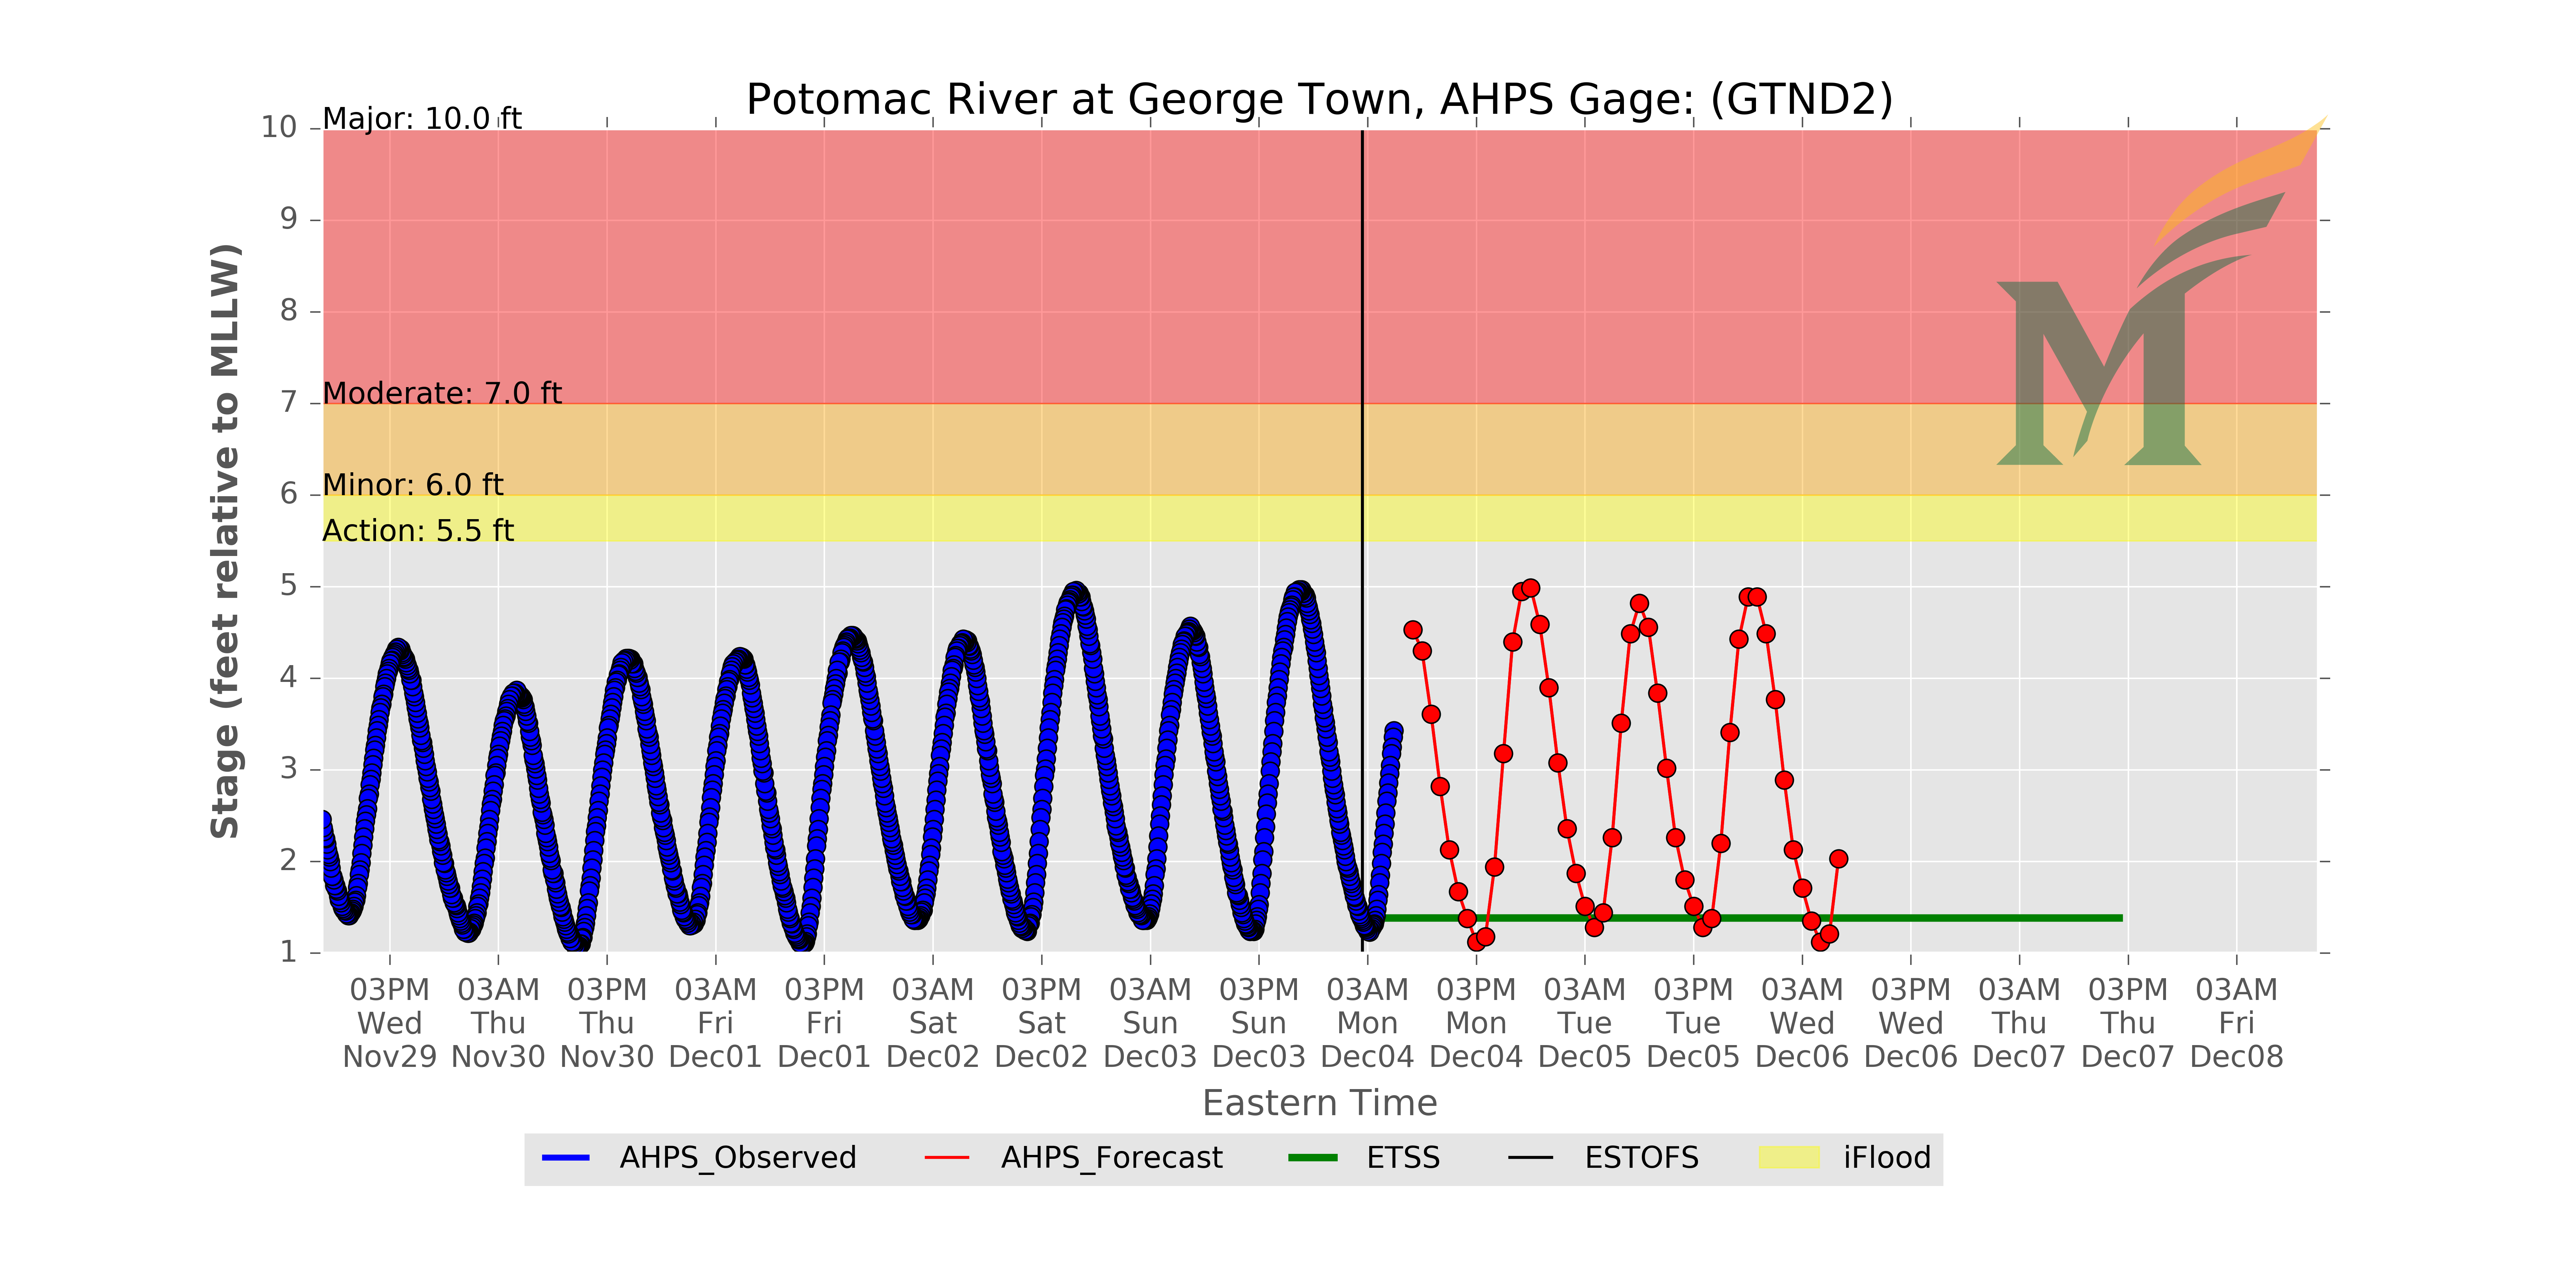 Potomac River at George Town, AHPS Gage: (GTND2)
Major: 10.0 ft
Moderate: 7.0 ft
Minor: 6.0 ft
Action: 5.5 ft
Stage (feet relative to MLLW)
10
9
8
7
6
5
4
3
2
1
03PM 03AM 03PM 03AM 03PM 03AM 03PM 03AM 03PM 03AM 03PM 03AM 03PM 03AM 03PM 03AM 03PM 03AM
Wed Thu Thu Fri Fri Sat Sat Sun Sun Mon Mon Tue Tue Wed Wed Thu Thu Fri
Nov29 Nov30 Nov30 Dec01 Dec01 Dec02 Dec02 Dec03 Dec03 Dec04 Dec04 Dec05 Dec05 Dec06 Dec06 Dec07 Dec07 Dec08
Eastern Time
AHPS_Observed AHPS_Forecast ETSS ESTOFS iFlood
M